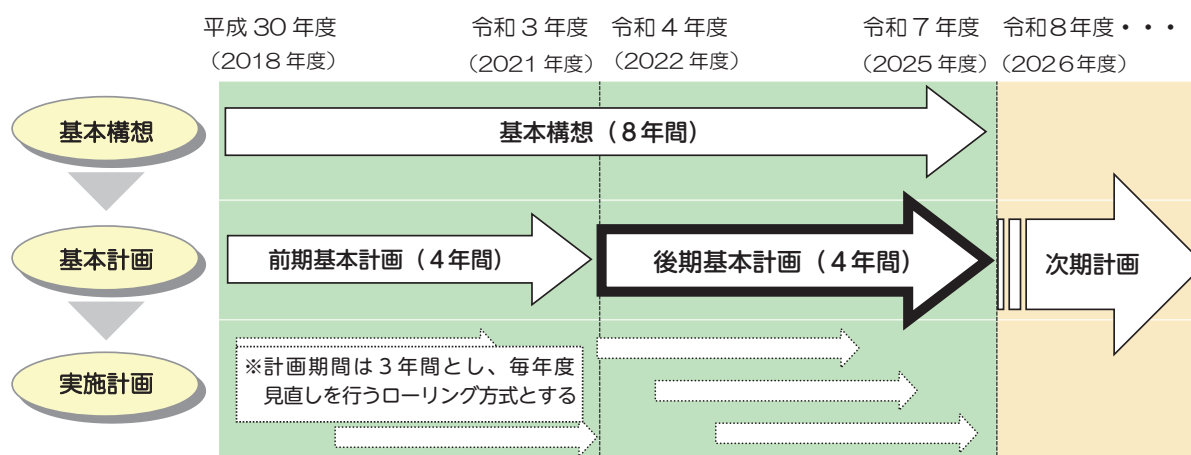 平成30年度
令和3年度
令和4年度
令和7年度
令和8年度・・・
（2018年度）
（2021年度）
（2022年度）
（2025年度）
（2026年度）
基本構想
基本構想（8年間）
基本計画
前期基本計画（4年間）
後期基本計画（4年間）
次期計画
実施計画
※計画期間は３年間とし、毎年度
見直しを行うローリング方式とする